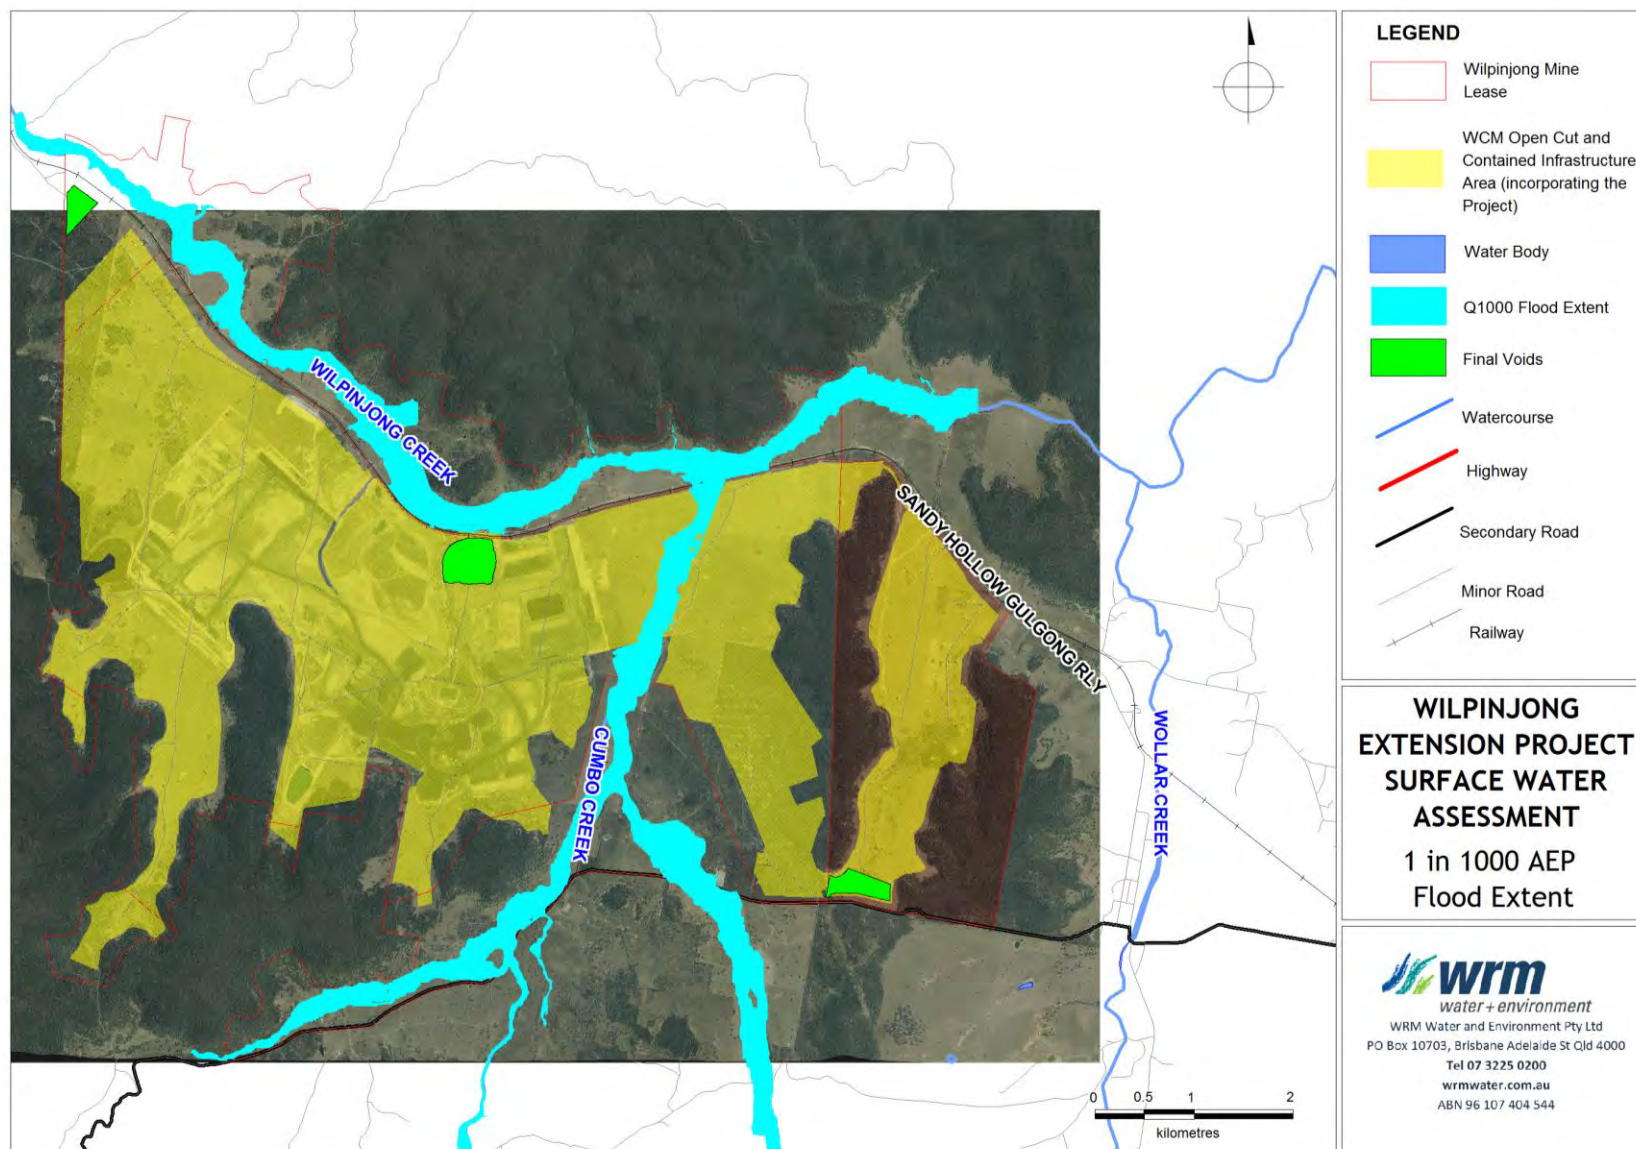 WILPINJONG CREEK
CUMBO CREEK
SANDY HOLLOW GULGONG RLY
WOLLAR CREEK
0 0.5 1 2
kilometres
LEGEND
Wilpinjong Mine
Lease
WCM Open Cut and
Contained Infrastructure
Area (incorporating the
Project)
Water Body
Q1000 Flood Extent
Final Voids
Watercourse
Highway
Secondary Road
Minor Road
Railway
WILPINJONG
EXTENSION PROJECT
SURFACE WATER
ASSESSMENT
1 in 1000 AEP
Flood Extent
wrm
water+environment
WRM Water and Environment Pty Ltd
PO Box 10703, Brisbane Adelaide St Qld 4000
Tel 07 3225 0200
wrmwater.com.au
ABN 96 107 404 544